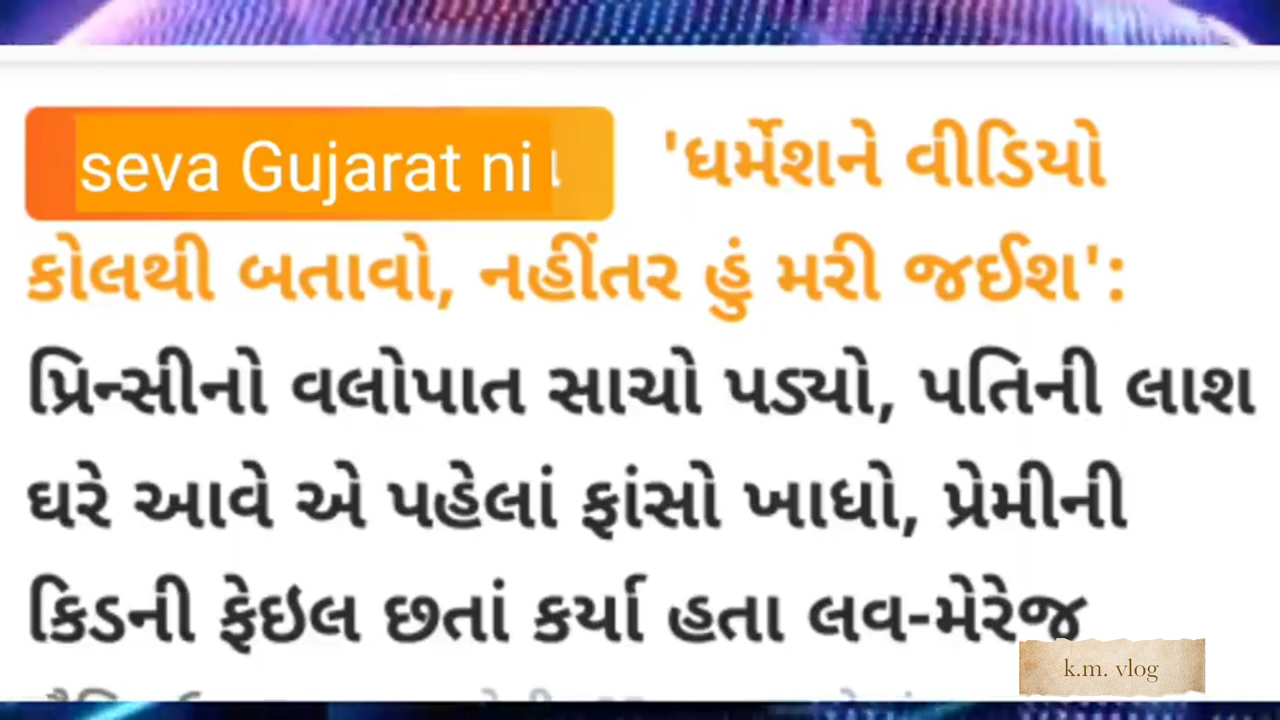 seva Gujarat ni 'ધર્મેશને વીડિયો
કોલથી બતાવો, નહીંતર હું મરી જઈશ':
પ્રિન્સીનો વલોપાત સાચો પડ્યો, પતિની લાશ
ઘરે આવે એ પહેલાં ફાંસો ખાધો, પ્રેમીની
કિડની ફેઇલ છતાં કર્યા હતા લવ-મેરેજ
k.m. vlog